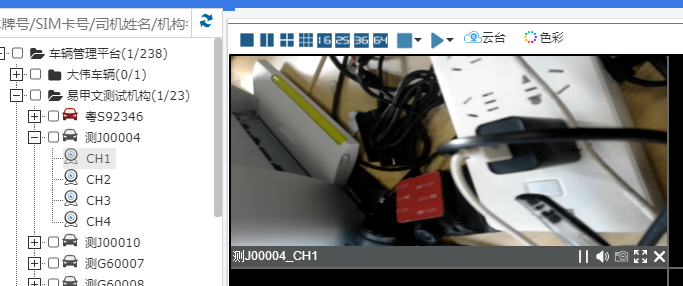 牌号/SIM卡号/司机姓名/机构
16 25 36 64 云台 色彩
车辆管理平台(1/238)
大伟车辆(0/1)
易甲文测试机构(1/23)
粤S92346
测J00004
CH1
CH2
CH3
CH4
测J00010
测G60007
测G60008
测J00004_CH1